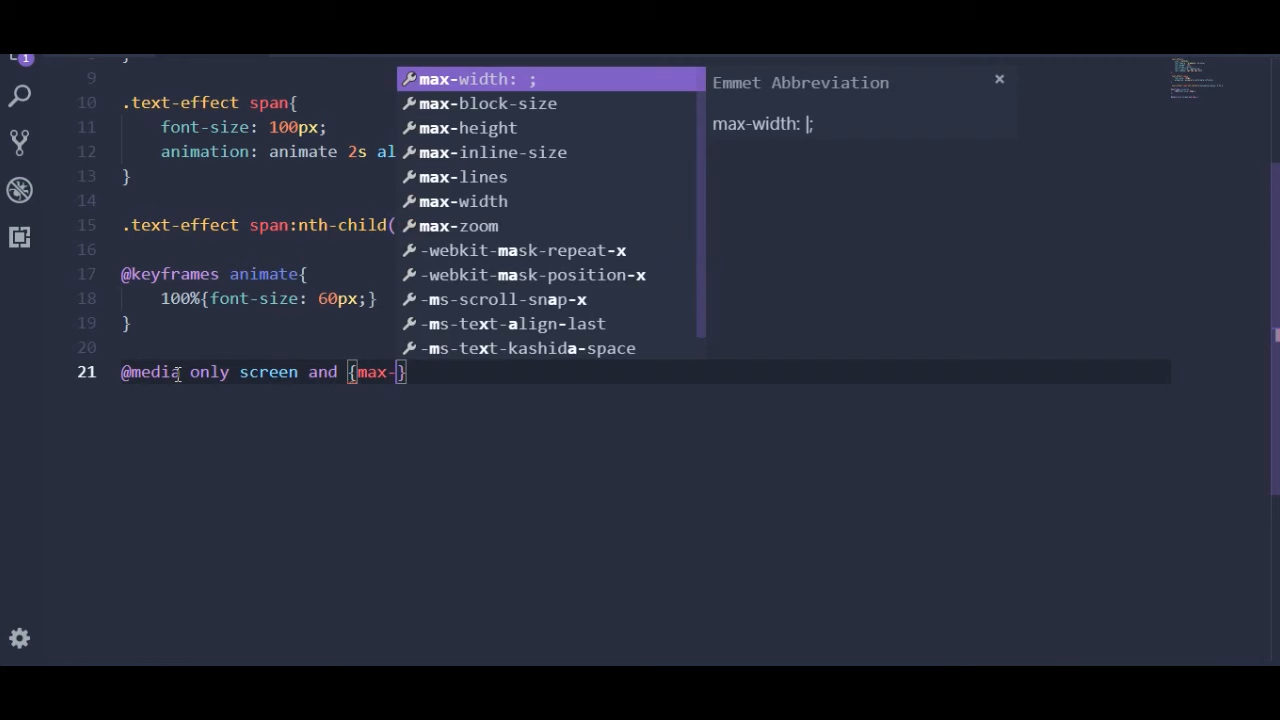 1
}
9
10 .text-effect span{
11 font-size: 100px;
12 animation: animate 2s al
13 }
14
15 .text-effect span:nth-child(
16
17 @keyframes animate{
18 100%{font-size: 60px;}
19 }
20
21 @media only screen and {max-}
max-width: ;
max-block-size
max-height
max-inline-size
max-lines
max-width
max-zoom
-webkit-mask-repeat-x
-webkit-mask-position-x
-ms-scroll-snap-x
-ms-text-align-last
-ms-text-kashida-space
Emmet Abbreviation ×
max-width: |;